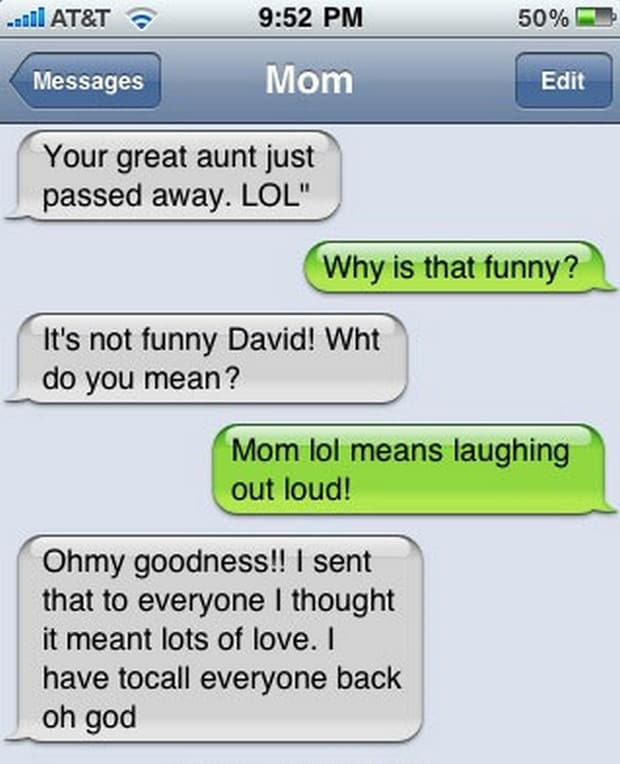 AT&T 9:52 PM 50%
Messages Mom Edit
Your great aunt just
passed away. LOL"
Why is that funny?
It's not funny David! Wht
do you mean?
Mom lol means laughing
out loud!
Ohmy goodness!! I sent
that to everyone I thought
it meant lots of love. I
have tocall everyone back
oh god